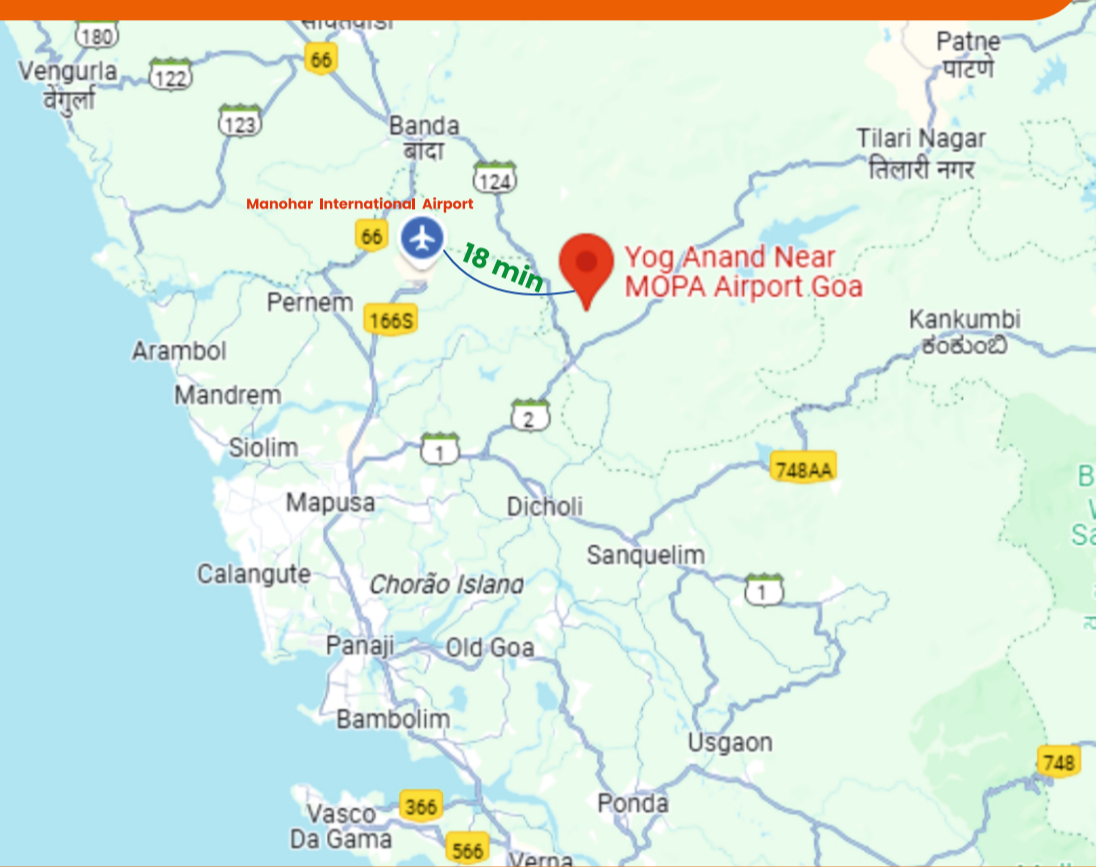 सावंतवाडी
180
Vengurla
वेंगुर्ला
122
66
123
Banda
बांदा
124
Patne
पाटणे
Tilari Nagar
तिलारी नगर
Manohar International Airport
66
18 min
Yog Anand Near
MOPA Airport Goa
Pernem
166S
Kankumbi
ಕಂಕುಂಬಿ
Arambol
Mandrem
2
Siolim
1
748AA
B
Mapusa
Dicholi
Sa
Sanquelim
Calangute
Chorão Island
1
Panaji
Old Goa
Bambolim
Usgaon
748
Vasco
Da Gama
366
Ponda
566
Verna